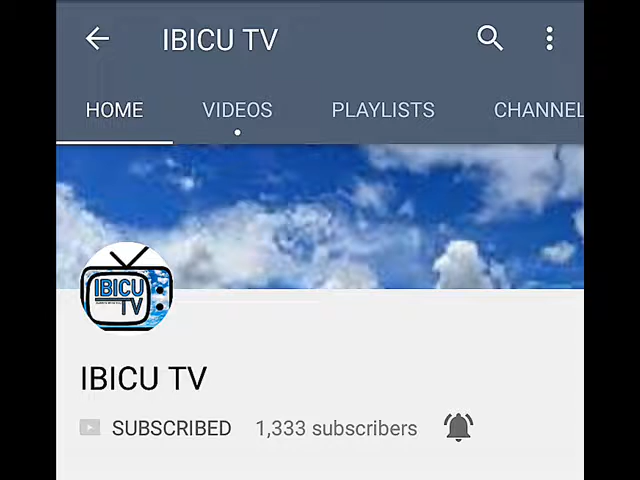 IBICU TV
HOME VIDEOS PLAYLISTS CHANNEL
IBICU
TV
IBICU TV
SUBSCRIBED 1,333 subscribers